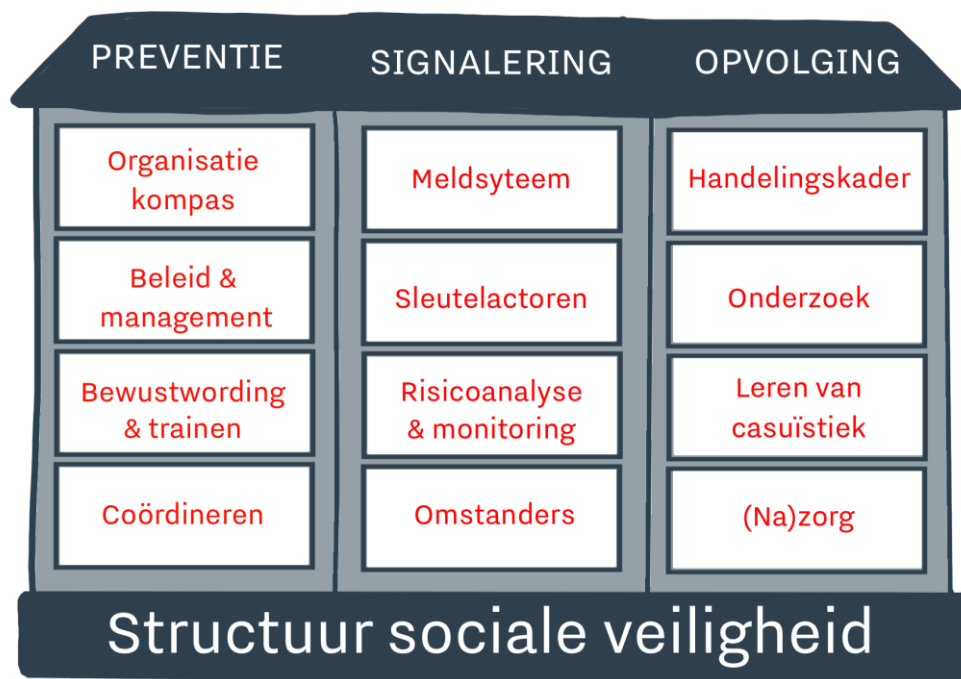 PREVENTIE
SIGNALERING
OPVOLGING
Organisatie
kompas
Beleid &
management
Bewustwording
& trainen
Coördineren
Meldsyteem
Sleutelactoren
Risicoanalyse
& monitoring
Omstanders
Handelingskader
Onderzoek
Leren van
casuïstiek
(Na)zorg
Structuur sociale veiligheid